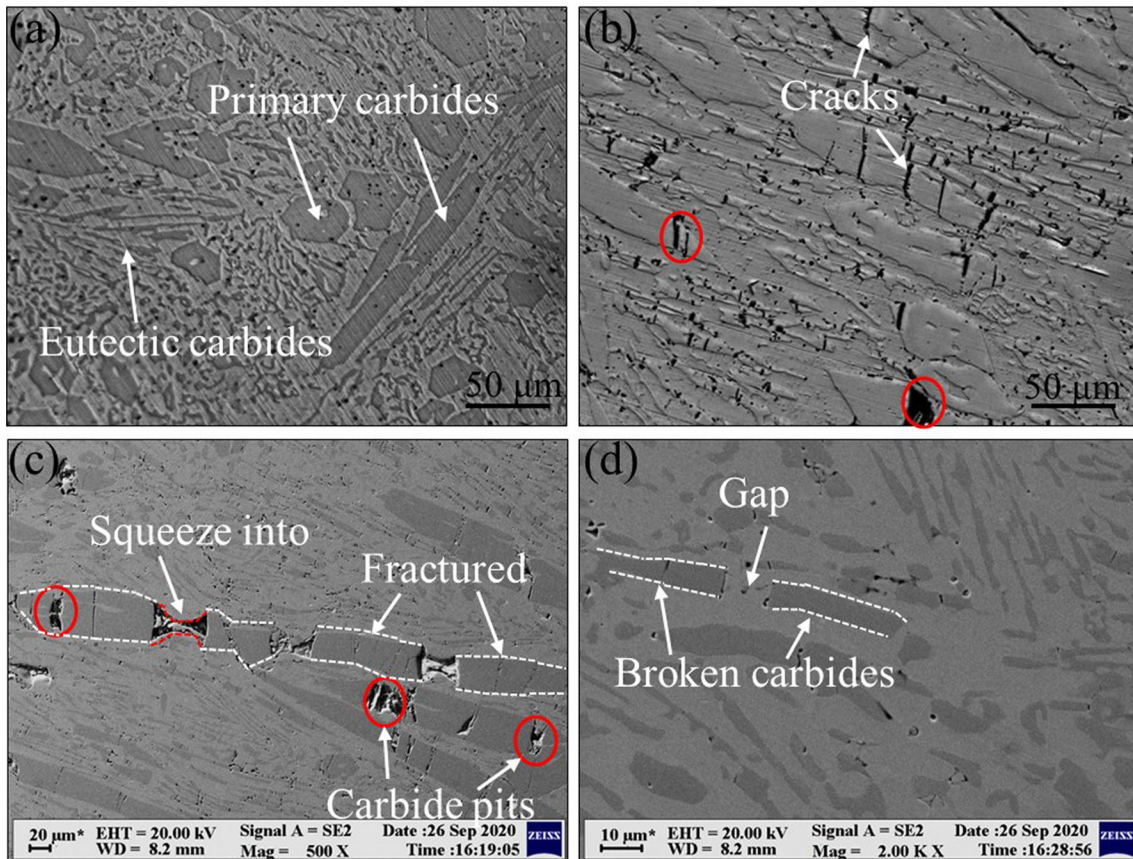 (a)
Primary carbides
Eutectic carbides
50 μm
(b)
Cracks
50 μm
(c)
Squeeze into
Fractured
Carbide pits
20 μm*
EHT = 20.00 kV
Signal A = SE2
Date :26 Sep 2020
WD = 8.2 mm
Mag = 500 X
Time :16:19:05
ZEISS
(d)
Gap
Broken carbides
10 μm*
EHT = 20.00 kV
Signal A = SE2
Date :26 Sep 2020
WD = 8.2 mm
Mag = 2.00 K X
Time :16:28:56
ZEISS